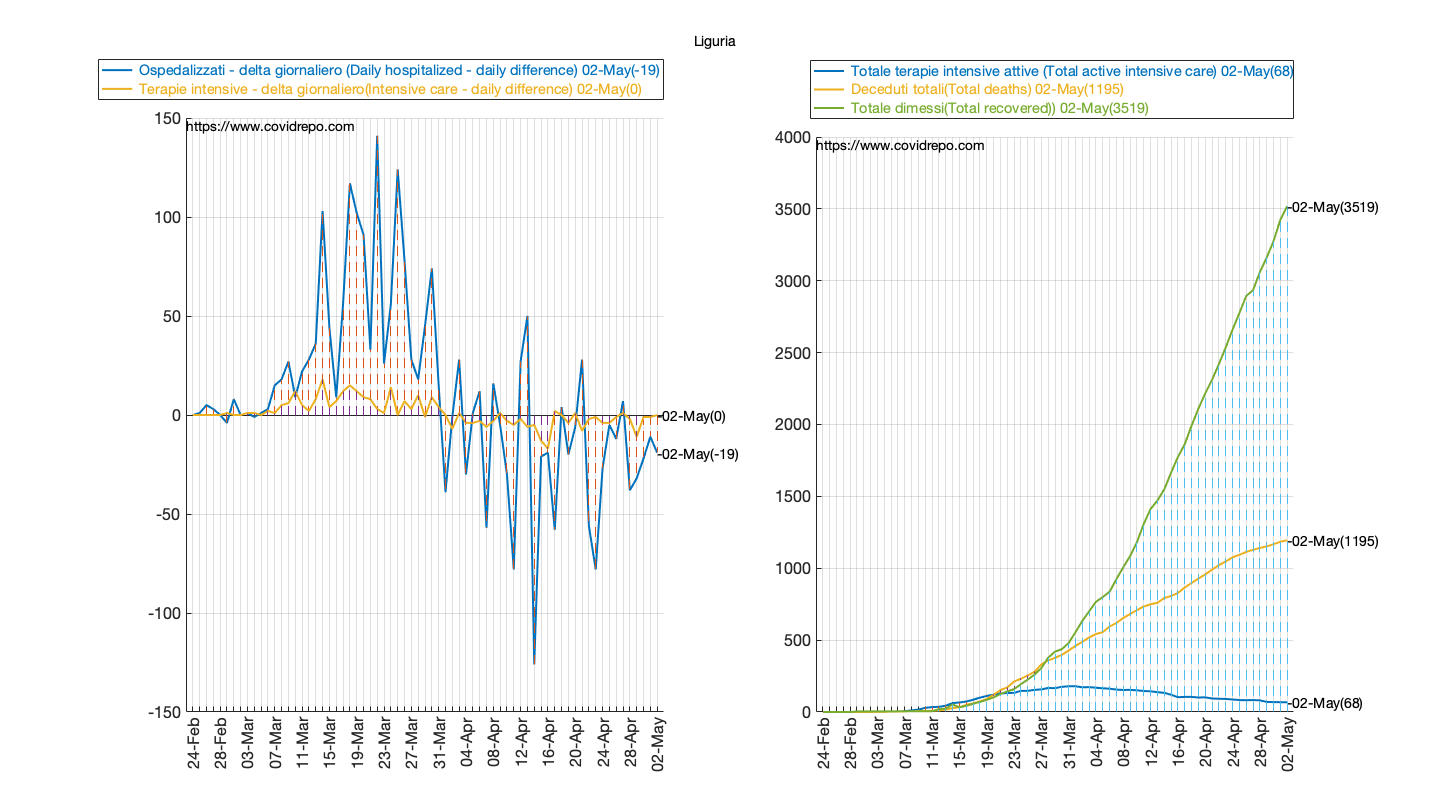 Liguria
Ospedalizzati - delta giornaliero (Daily hospitalized - daily difference) 02-May(-19)
Terapie intensive - delta giornaliero(Intensive care - daily difference) 02-May(0)
150
https://www.covidrepo.com
100
50
0
-50
-100
-150
02-May(0)
02-May(-19)
24-Feb
28-Feb
03-Mar
07-Mar
11-Mar
15-Mar
19-Mar
23-Mar
27-Mar
31-Mar
04-Apr
08-Apr
12-Apr
16-Apr
20-Apr
24-Apr
28-Apr
02-May
Totale terapie intensive attive (Total active intensive care) 02-May(68)
Deceduti totali(Total deaths) 02-May(1195)
Totale dimessi(Total recovered)) 02-May(3519)
4000
https://www.covidrepo.com
3500
3000
2500
2000
1500
1000
500
0
02-May(3519)
02-May(1195)
02-May(68)
24-Feb
28-Feb
03-Mar
07-Mar
11-Mar
15-Mar
19-Mar
23-Mar
27-Mar
31-Mar
04-Apr
08-Apr
12-Apr
16-Apr
20-Apr
24-Apr
28-Apr
02-May